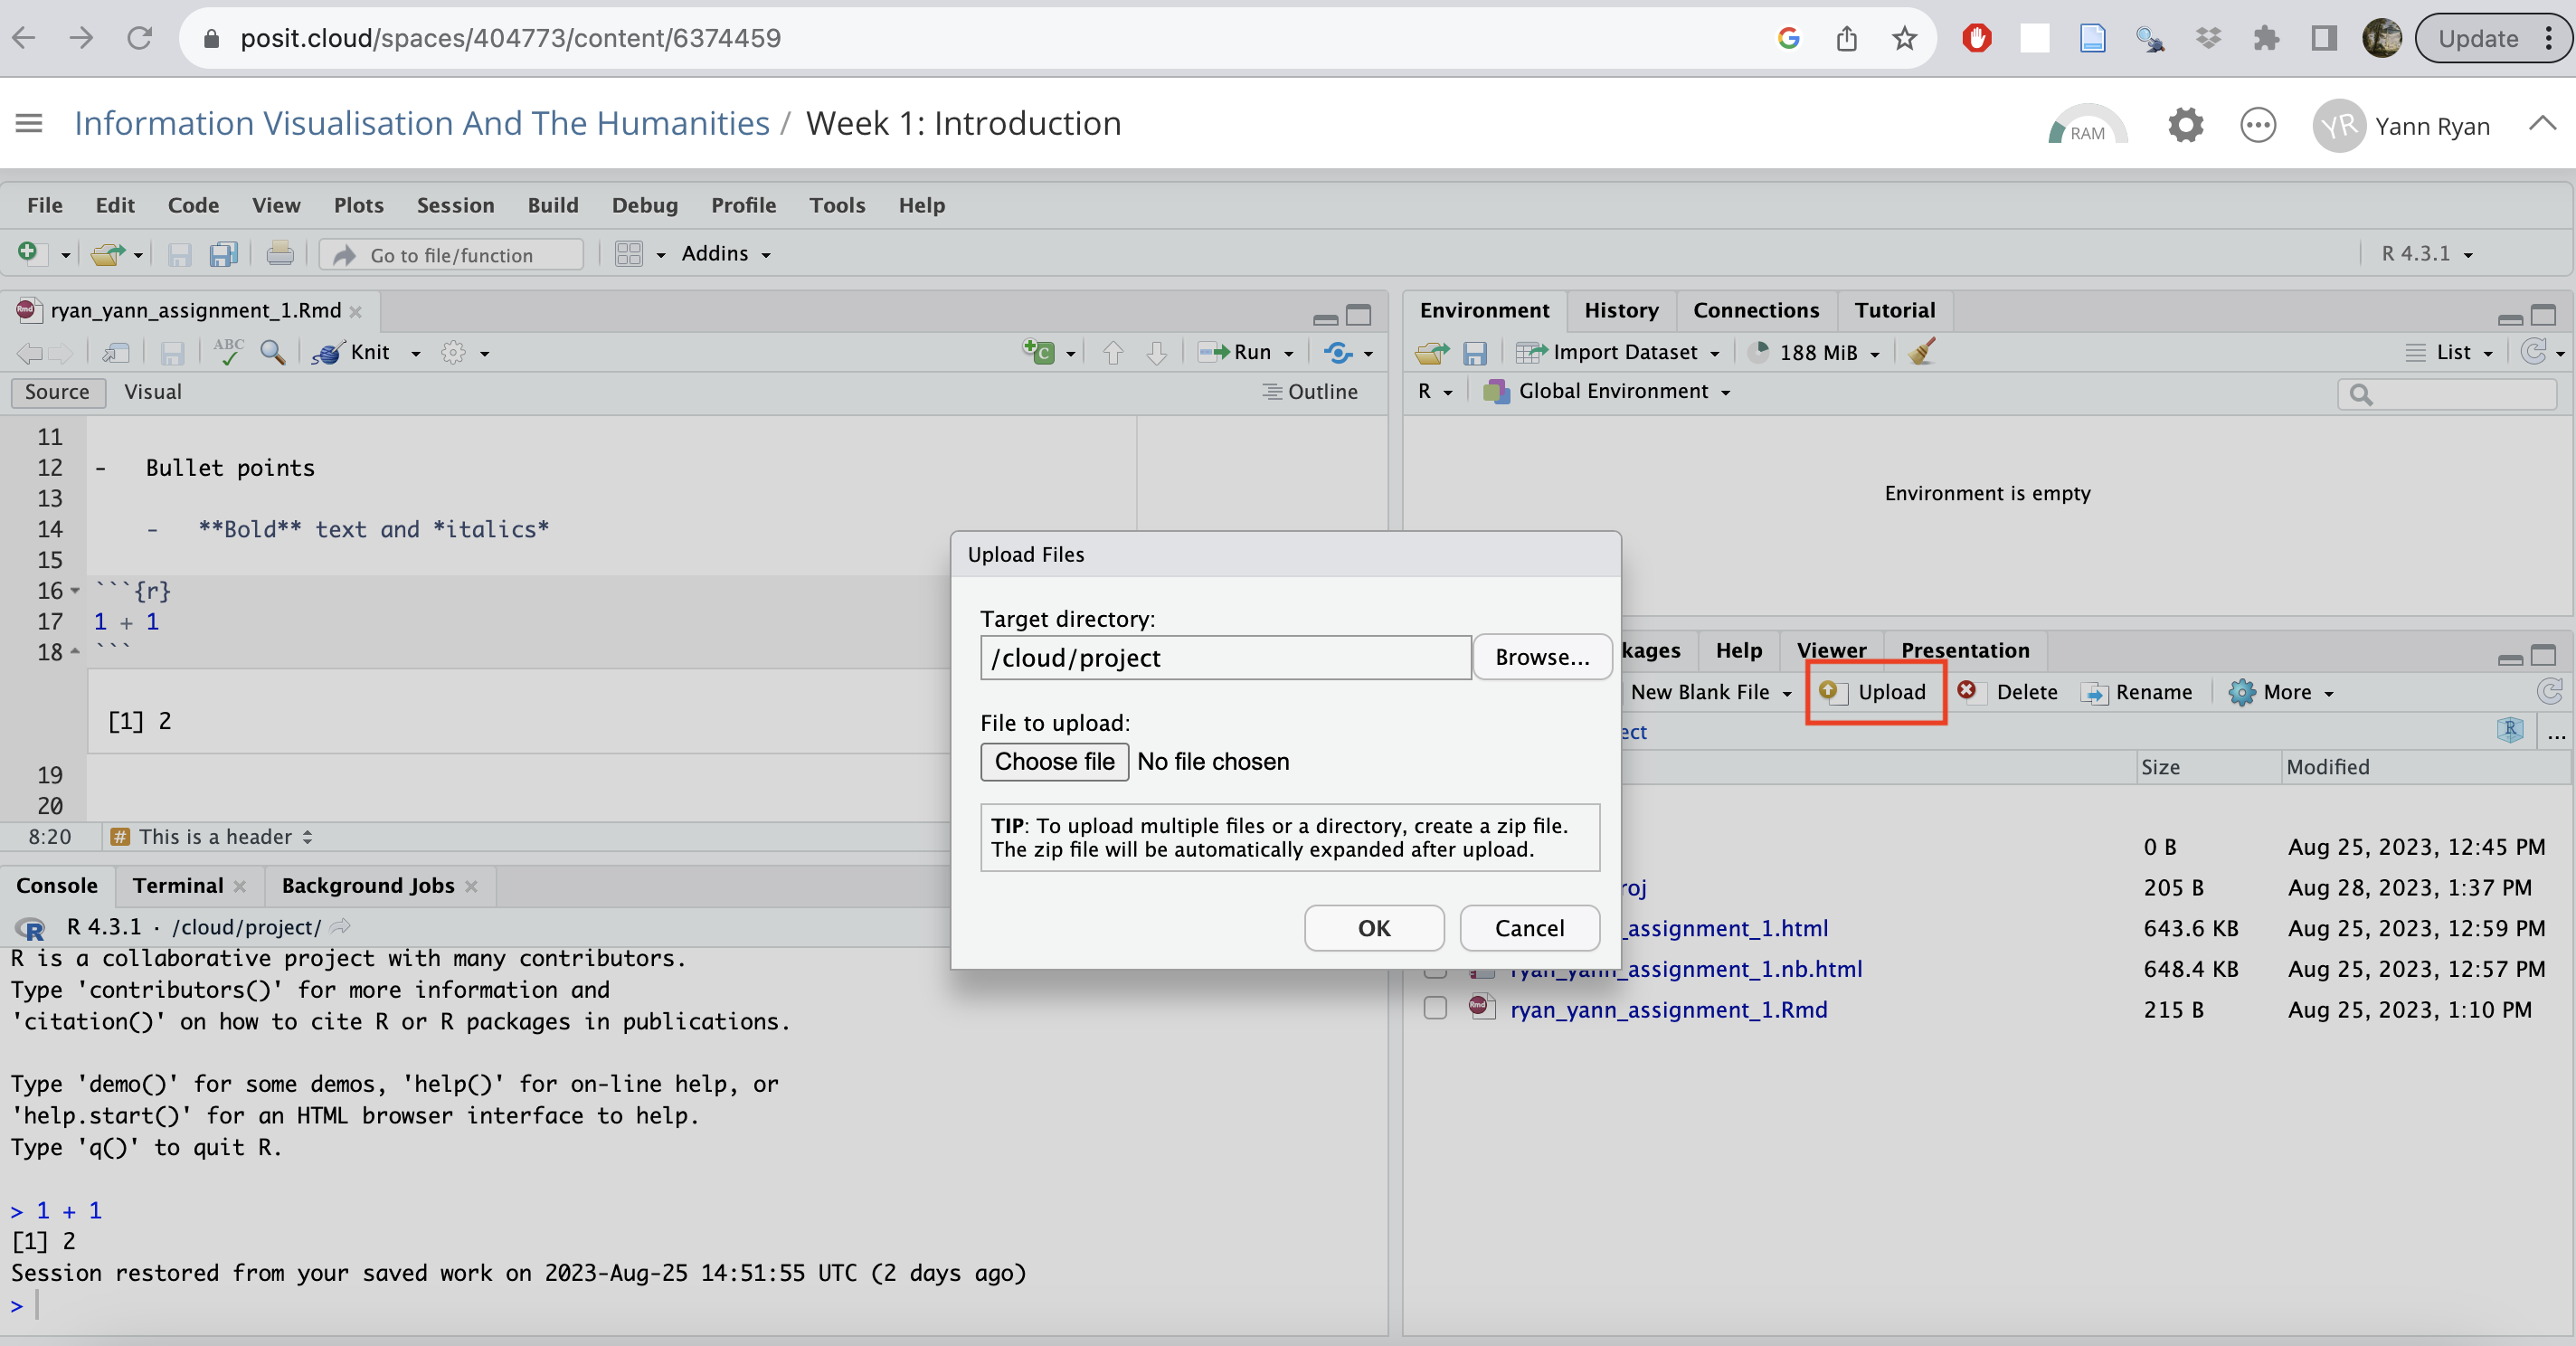 posit.cloud/spaces/404773/content/6374459
Update
Information Visualisation And The Humanities / Week 1: Introduction
RAM
YR
Yann Ryan
File Edit Code View Plots Session Build Debug Profile Tools Help
Go to file/function
Addins
R 4.3.1
ryan_yann_assignment_1.Rmd
ABC
Knit
Run
Source Visual
Outline
11
12 - Bullet points
13
14 - **Bold** text and *italics*
15
16 ```{r}
17 1 + 1
18 ```
[1] 2
19
20
8:20 # This is a header
Console Terminal Background Jobs
R 4.3.1 · /cloud/project/
R is a collaborative project with many contributors.
Type 'contributors()' for more information and
'citation()' on how to cite R or R packages in publications.
Type 'demo()' for some demos, 'help()' for on-line help, or
'help.start()' for an HTML browser interface to help.
Type 'q()' to quit R.
> 1 + 1
[1] 2
Session restored from your saved work on 2023-Aug-25 14:51:55 UTC (2 days ago)
>
Environment History Connections Tutorial
Import Dataset 188 MiB List
R Global Environment
Environment is empty
Upload Files
Target directory:
/cloud/project
Browse...
File to upload:
Choose file No file chosen
TIP: To upload multiple files or a directory, create a zip file.
The zip file will be automatically expanded after upload.
OK Cancel
kages Help Viewer Presentation
New Blank File Upload Delete Rename More
ect R ...
Size Modified
0 B Aug 25, 2023, 12:45 PM
roj 205 B Aug 28, 2023, 1:37 PM
_assignment_1.html 643.6 KB Aug 25, 2023, 12:59 PM
ryan_yann_assignment_1.nb.html 648.4 KB Aug 25, 2023, 12:57 PM
Rmd ryan_yann_assignment_1.Rmd 215 B Aug 25, 2023, 1:10 PM